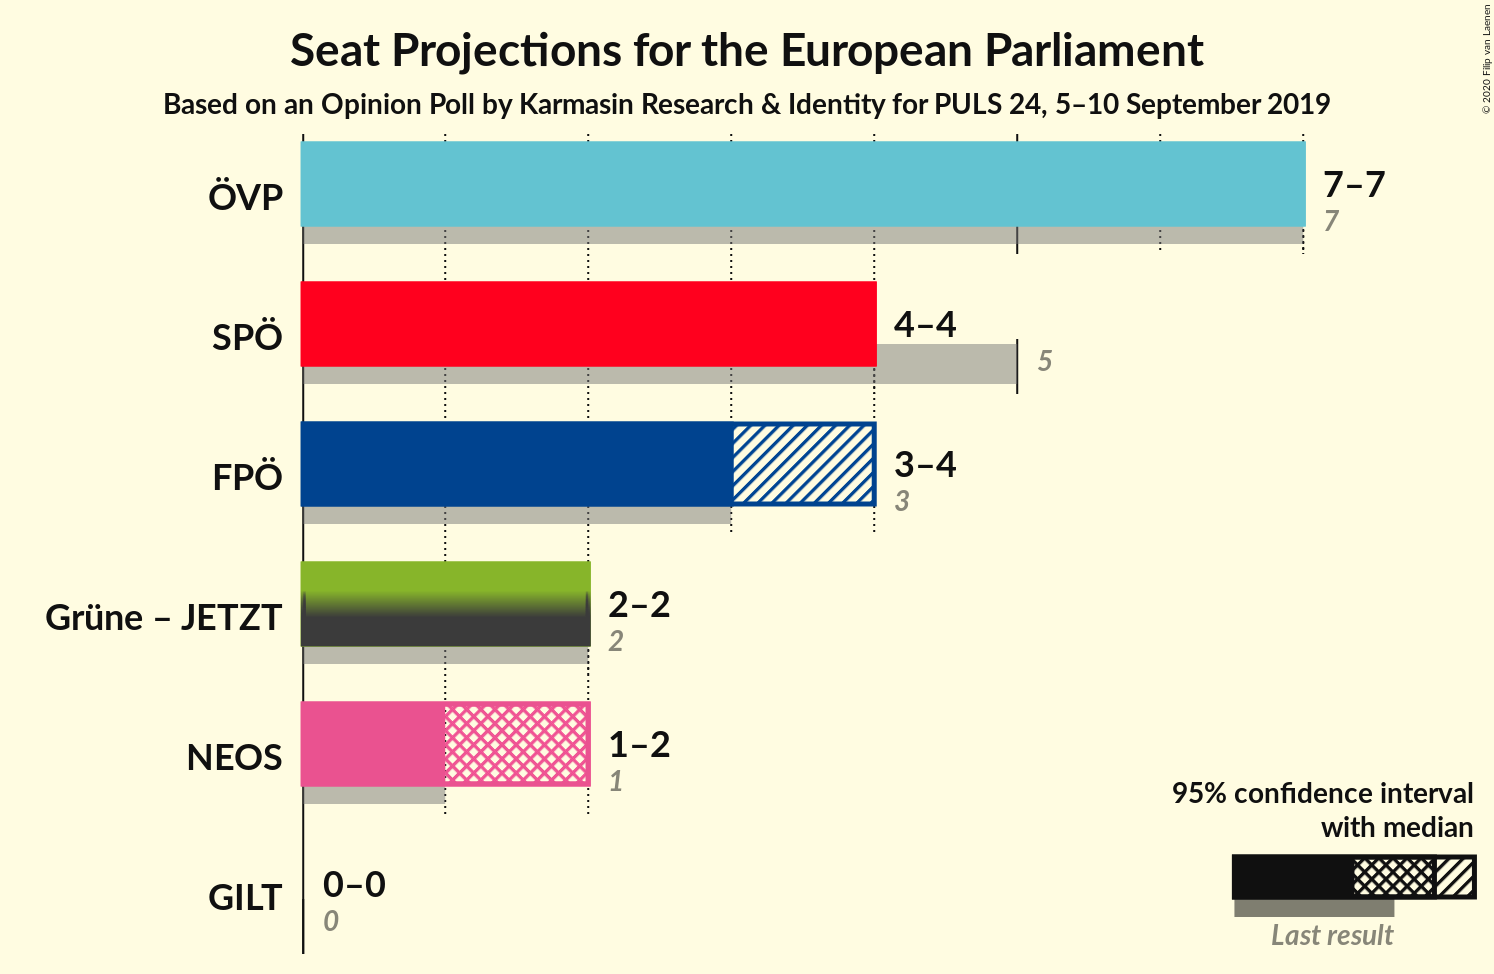 Seat Projections for the European Parliament
Based on an Opinion Poll by Karmasin Research & Identity for PULS 24, 5–10 September 2019
© 2020 Filip van Laenen
ÖVP
7–7
7
SPÖ
4–4
5
FPÖ
3–4
3
Grüne – JETZT
2–2
2
NEOS
1–2
1
GILT
0–0
0
95% confidence interval
with median
Last result